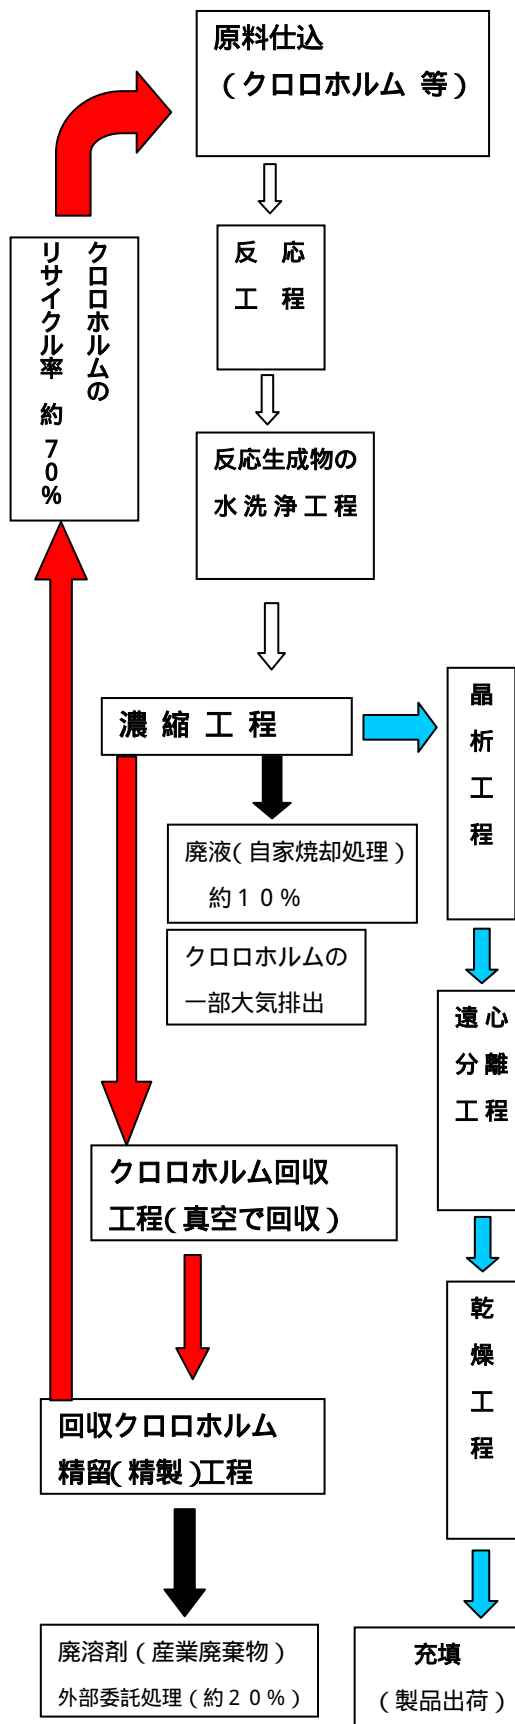 原料仕込
（クロロホルム 等）
反 応
工 程
クロロホルムの
リサイクル率 約70%
反応生成物の
水洗浄工程
濃 縮 工 程
晶析工程
廃液（自家焼却処理）
約１０％
クロロホルムの
一部大気排出
遠心
分離
工程
クロロホルム回収
工程（真空で回収）
乾燥工程
回収クロロホルム
精留（精製）工程
廃溶剤（産業廃棄物）
外部委託処理（約２０％）
充填
（製品出荷）